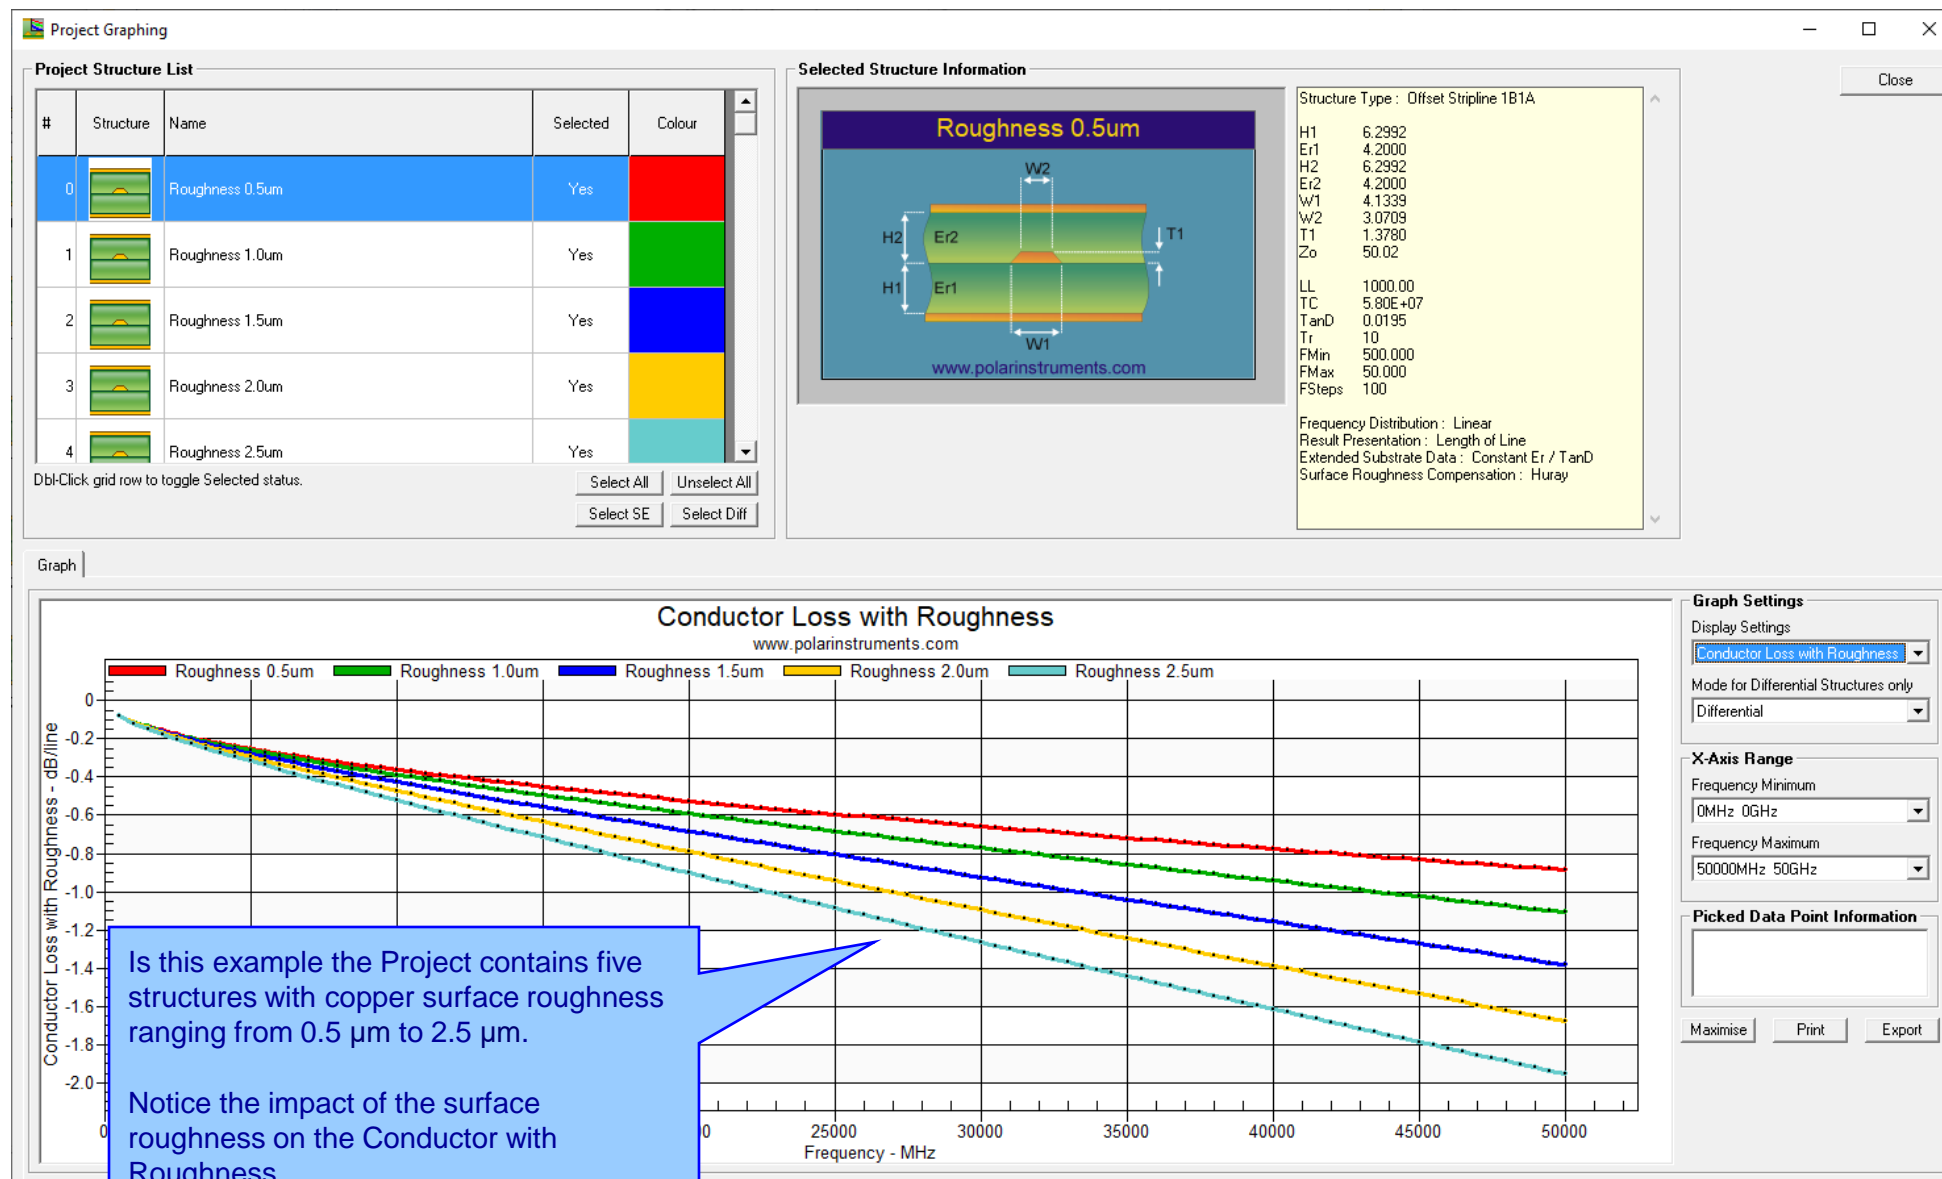 Project Graphing
Project Structure List
# Structure Name Selected Colour
0 Roughness 0.5um Yes
1 Roughness 1.0um Yes
2 Roughness 1.5um Yes
3 Roughness 2.0um Yes
4 Roughness 2.5um Yes
Dbl-Click grid row to toggle Selected status.
Select All Unselect All
Select SE Select Diff
Selected Structure Information
Roughness 0.5um
W2
H2 Er2 T1
H1 Er1
W1
www.polarinstruments.com
Structure Type : Offset Stripline 1B1A
H1 6.2992
Er1 4.2000
H2 6.2992
Er2 4.2000
W1 4.1339
W2 3.0709
T1 1.3780
Zo 50.02
LL 1000.00
TC 5.80E+07
TanD 0.0195
Tr 10
FMin 500.000
FMax 50.000
FSteps 100
Frequency Distribution : Linear
Result Presentation : Length of Line
Extended Substrate Data : Constant Er / TanD
Surface Roughness Compensation : Huray
Close
Graph
Conductor Loss with Roughness
www.polarinstruments.com
Roughness 0.5um Roughness 1.0um Roughness 1.5um Roughness 2.0um Roughness 2.5um
Conductor Loss with Roughness - dB/line
0
-0.2
-0.4
-0.6
-0.8
-1.0
-1.2
-1.4
-1.6
-1.8
-2.0
25000 30000 35000 40000 45000 50000
Frequency - MHz
Is this example the Project contains five
structures with copper surface roughness
ranging from 0.5 µm to 2.5 µm.
Notice the impact of the surface
roughness on the Conductor with
Roughness
Graph Settings
Display Settings
Conductor Loss with Roughness
Mode for Differential Structures only
Differential
X-Axis Range
Frequency Minimum
0MHz 0GHz
Frequency Maximum
50000MHz 50GHz
Picked Data Point Information
Maximise Print Export